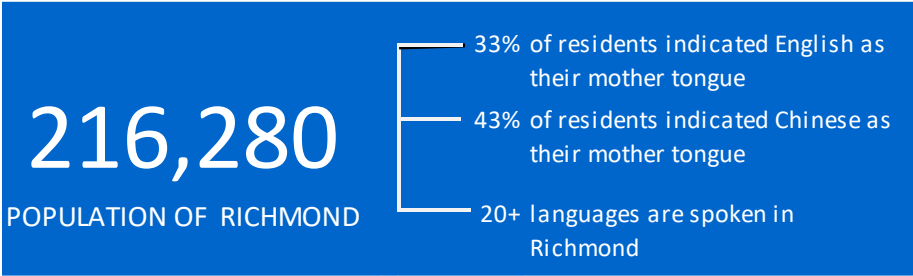 216,280
POPULATION OF RICHMOND
33% of residents indicated English as
their mother tongue
43% of residents indicated Chinese as
their mother tongue
20+ languages are spoken in
Richmond